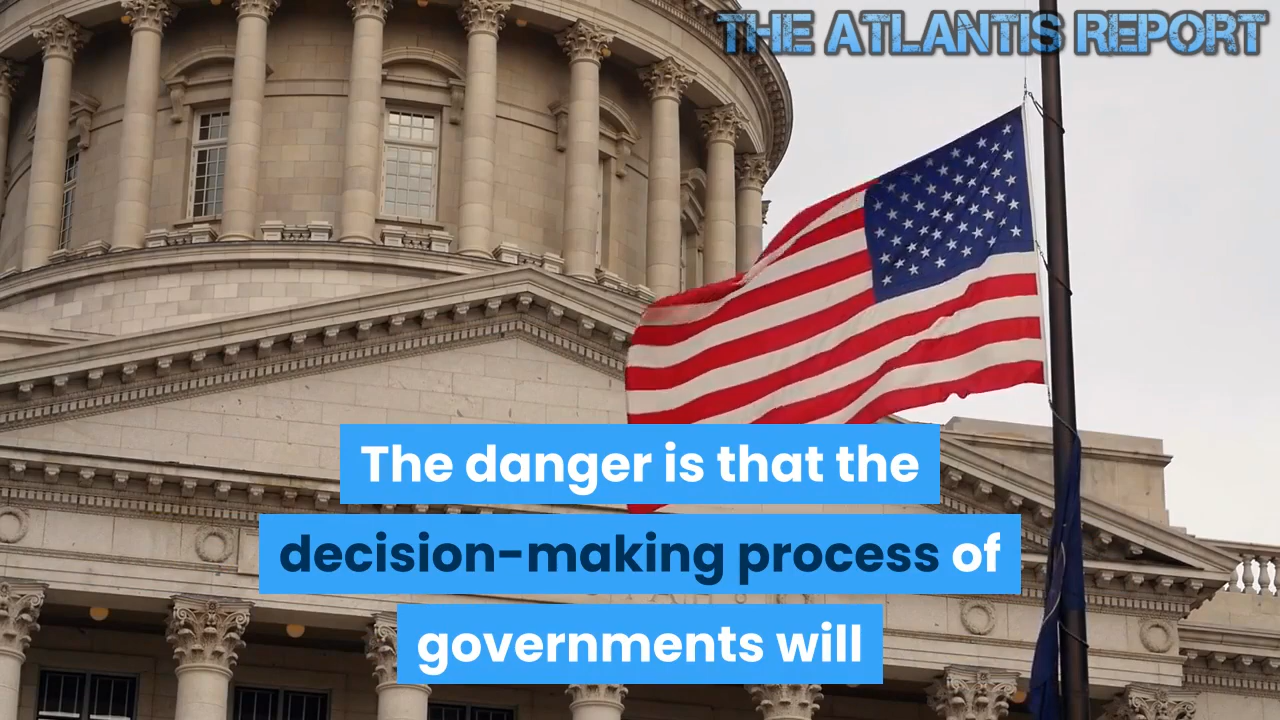 THE ATLANTIS REPORT
The danger is that the
decision-making process of
governments will